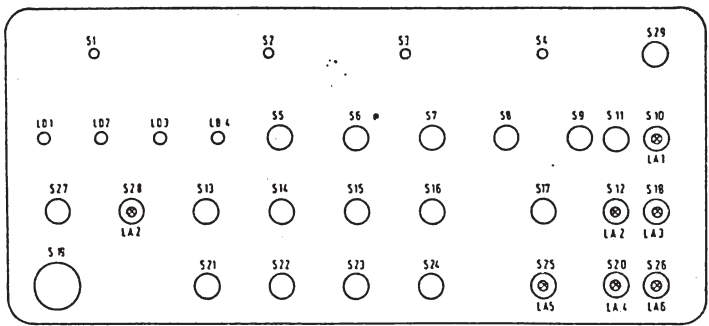 S1 S2 S3 S4 S29
LD1 LD2 LD3 LB4 S5 S6 S7 S8 S9 S11 S10
LA1
S27 S28 S13 S14 S15 S16 S17 S12 S18
LA2 LA2 LA3
S19 S21 S22 S23 S24 S25 S20 S26
LA5 LA4 LA6